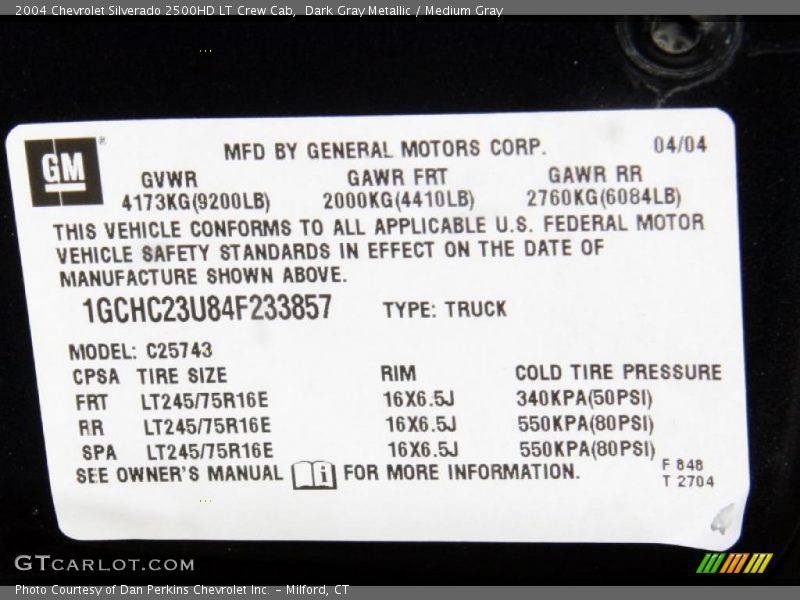 2004 Chevrolet Silverado 2500HD LT Crew Cab,  Dark Gray Metallic / Medium Gray
GM ®
MFD BY GENERAL MOTORS CORP. 04/04
GVWR GAWR FRT GAWR RR
4173KG(9200LB) 2000KG(4410LB) 2760KG(6084LB)
THIS VEHICLE CONFORMS TO ALL APPLICABLE U.S. FEDERAL MOTOR
VEHICLE SAFETY STANDARDS IN EFFECT ON THE DATE OF
MANUFACTURE SHOWN ABOVE.
1GCHC23U84F233857 TYPE: TRUCK
MODEL: C25743
CPSA TIRE SIZE RIM COLD TIRE PRESSURE
FRT LT245/75R16E 16X6.5J 340KPA(50PSI)
RR LT245/75R16E 16X6.5J 550KPA(80PSI)
SPA LT245/75R16E 16X6.5J 550KPA(80PSI)
SEE OWNER'S MANUAL i FOR MORE INFORMATION.
F 848
T 2704
GTCARLOT.COM
Photo Courtesy of Dan Perkins Chevrolet Inc. - Milford, CT